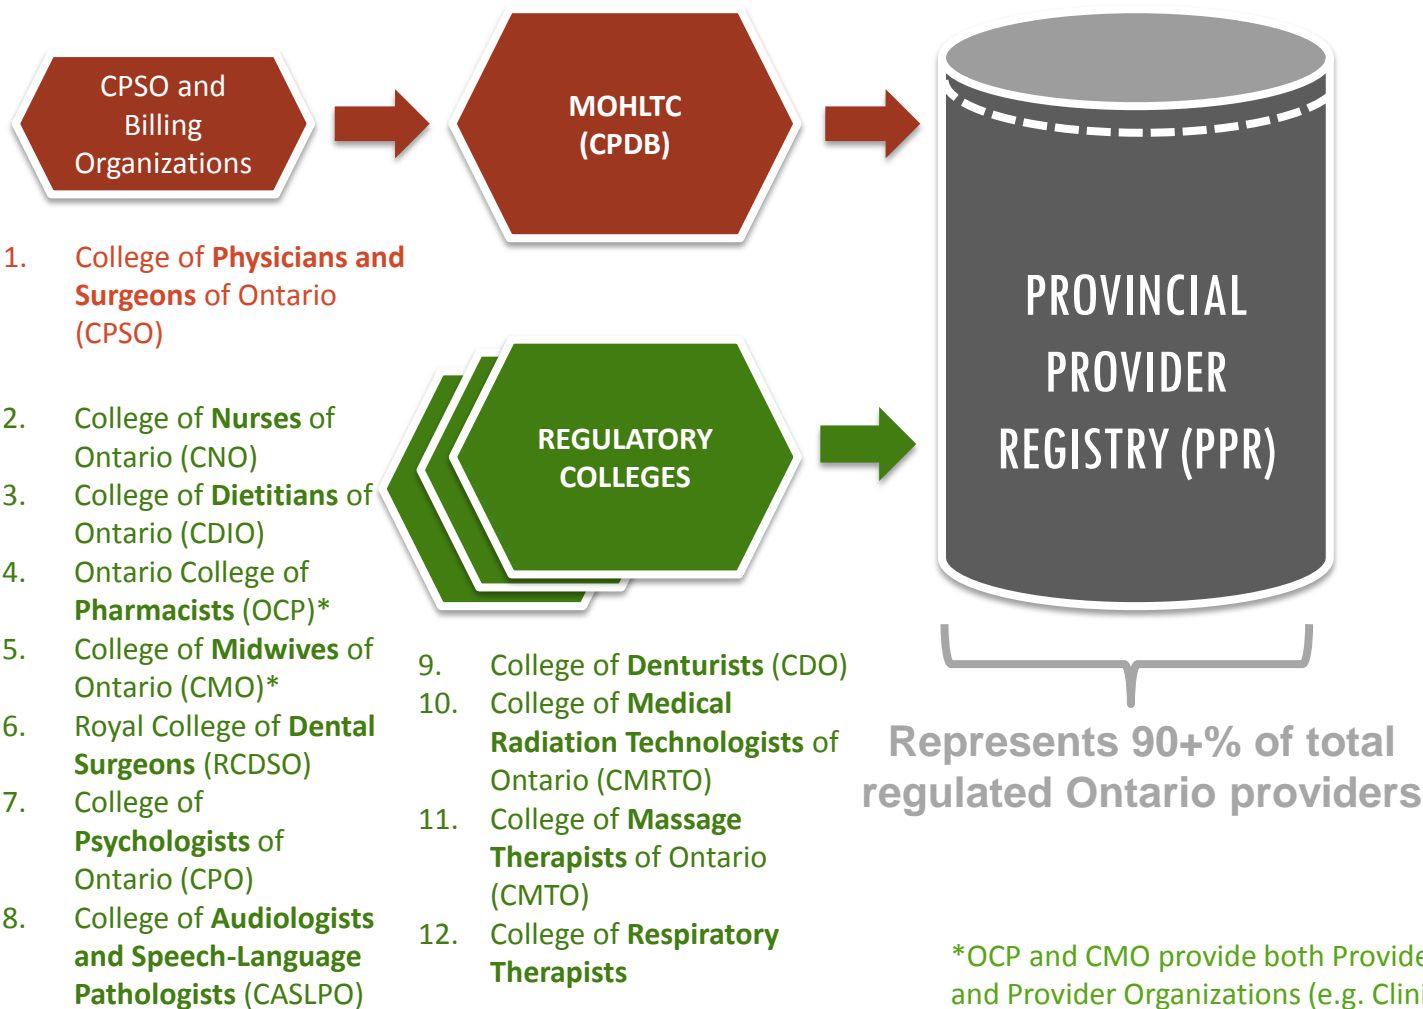 CPSO and
Billing
Organizations
MOHLTC
(CPDB)
1. College of Physicians and
Surgeons of Ontario
(CPSO)
2. College of Nurses of
Ontario (CNO)
3. College of Dietitians of
Ontario (CDIO)
4. Ontario College of
Pharmacists (OCP)*
5. College of Midwives of
Ontario (CMO)*
6. Royal College of Dental
Surgeons (RCDSO)
7. College of
Psychologists of
Ontario (CPO)
8. College of Audiologists
and Speech-Language
Pathologists (CASLPO)
REGULATORY
COLLEGES
9. College of Denturists (CDO)
10. College of Medical
Radiation Technologists of
Ontario (CMRTO)
11. College of Massage
Therapists of Ontario
(CMTO)
12. College of Respiratory
Therapists
PROVINCIAL
PROVIDER
REGISTRY (PPR)
Represents 90+% of total
regulated Ontario providers
*OCP and CMO provide both Provide
and Provider Organizations (e.g. Clini